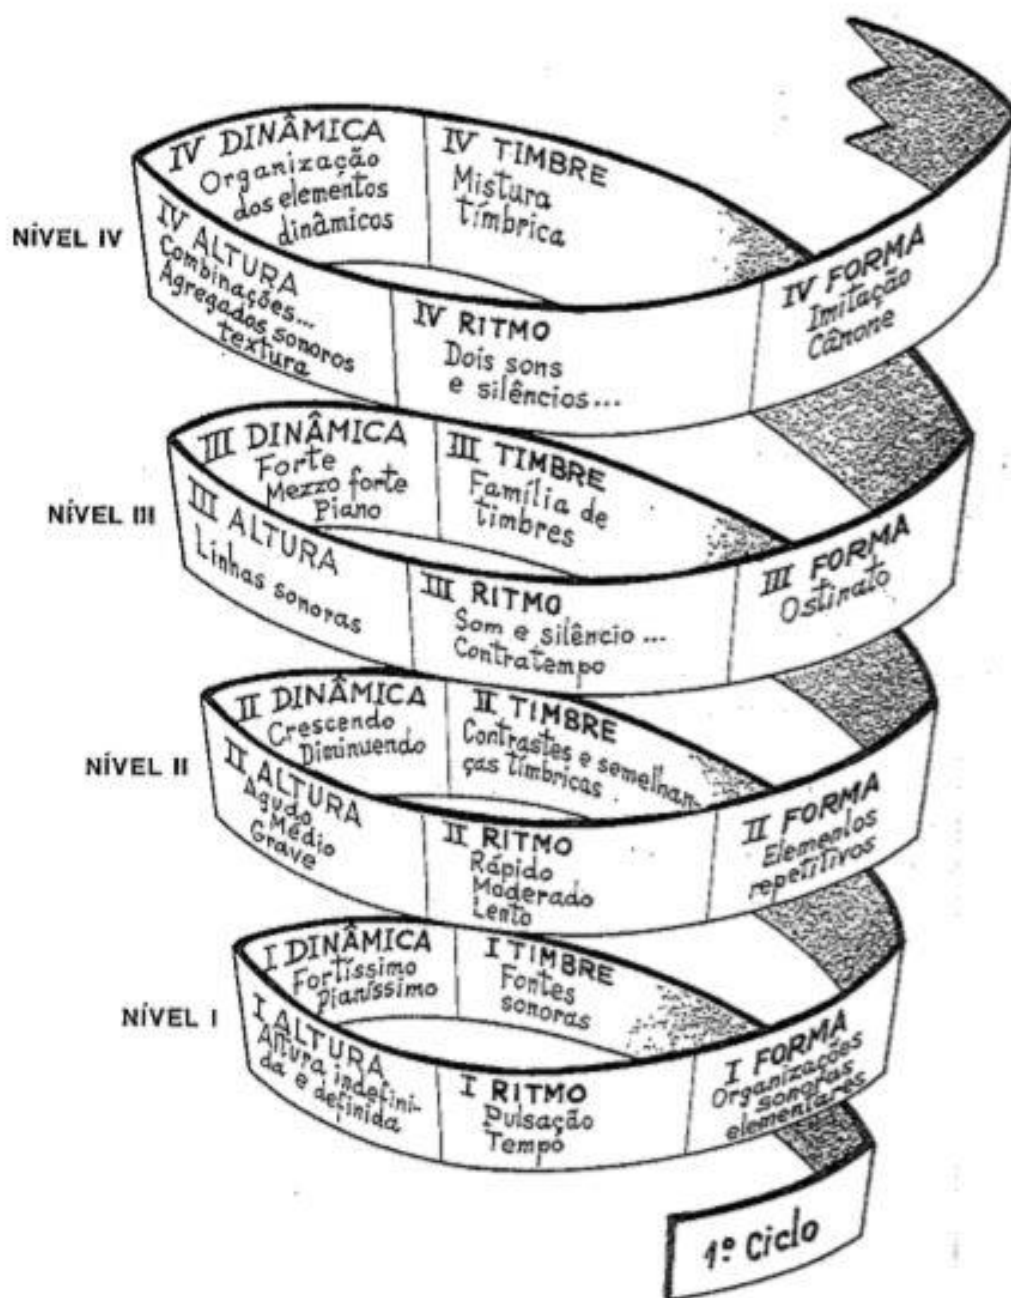 NÍVEL IV
IV DINÂMICA
Organização
dos elementos
dinâmicos
IV TIMBRE
Mistura
tímbrica
IV ALTURA
Combinações...
Agregados sonoros
textura
IV RITMO
Dois sons
e silêncios...
IV FORMA
Imitação
Cânone
NÍVEL III
III DINÂMICA
Forte
Mezzo forte
Piano
III TIMBRE
Família de
timbres
III ALTURA
Linhas sonoras
III RITMO
Som e silêncio...
Contratempo
III FORMA
Ostinato
NÍVEL II
II DINÂMICA
Crescendo
Diminuendo
II TIMBRE
Contrastes e semelhan-
ças tímbricas
II ALTURA
Agudo
Médio
Grave
II RITMO
Rápido
Moderado
Lento
II FORMA
Elementos
repetitivos
NÍVEL I
I DINÂMICA
Fortíssimo
Pianíssimo
I TIMBRE
Fontes
sonoras
I ALTURA
Altura indefini-
da e definida
I RITMO
Pulsação
Tempo
I FORMA
Organizações
sonoras
elementares
1º Ciclo